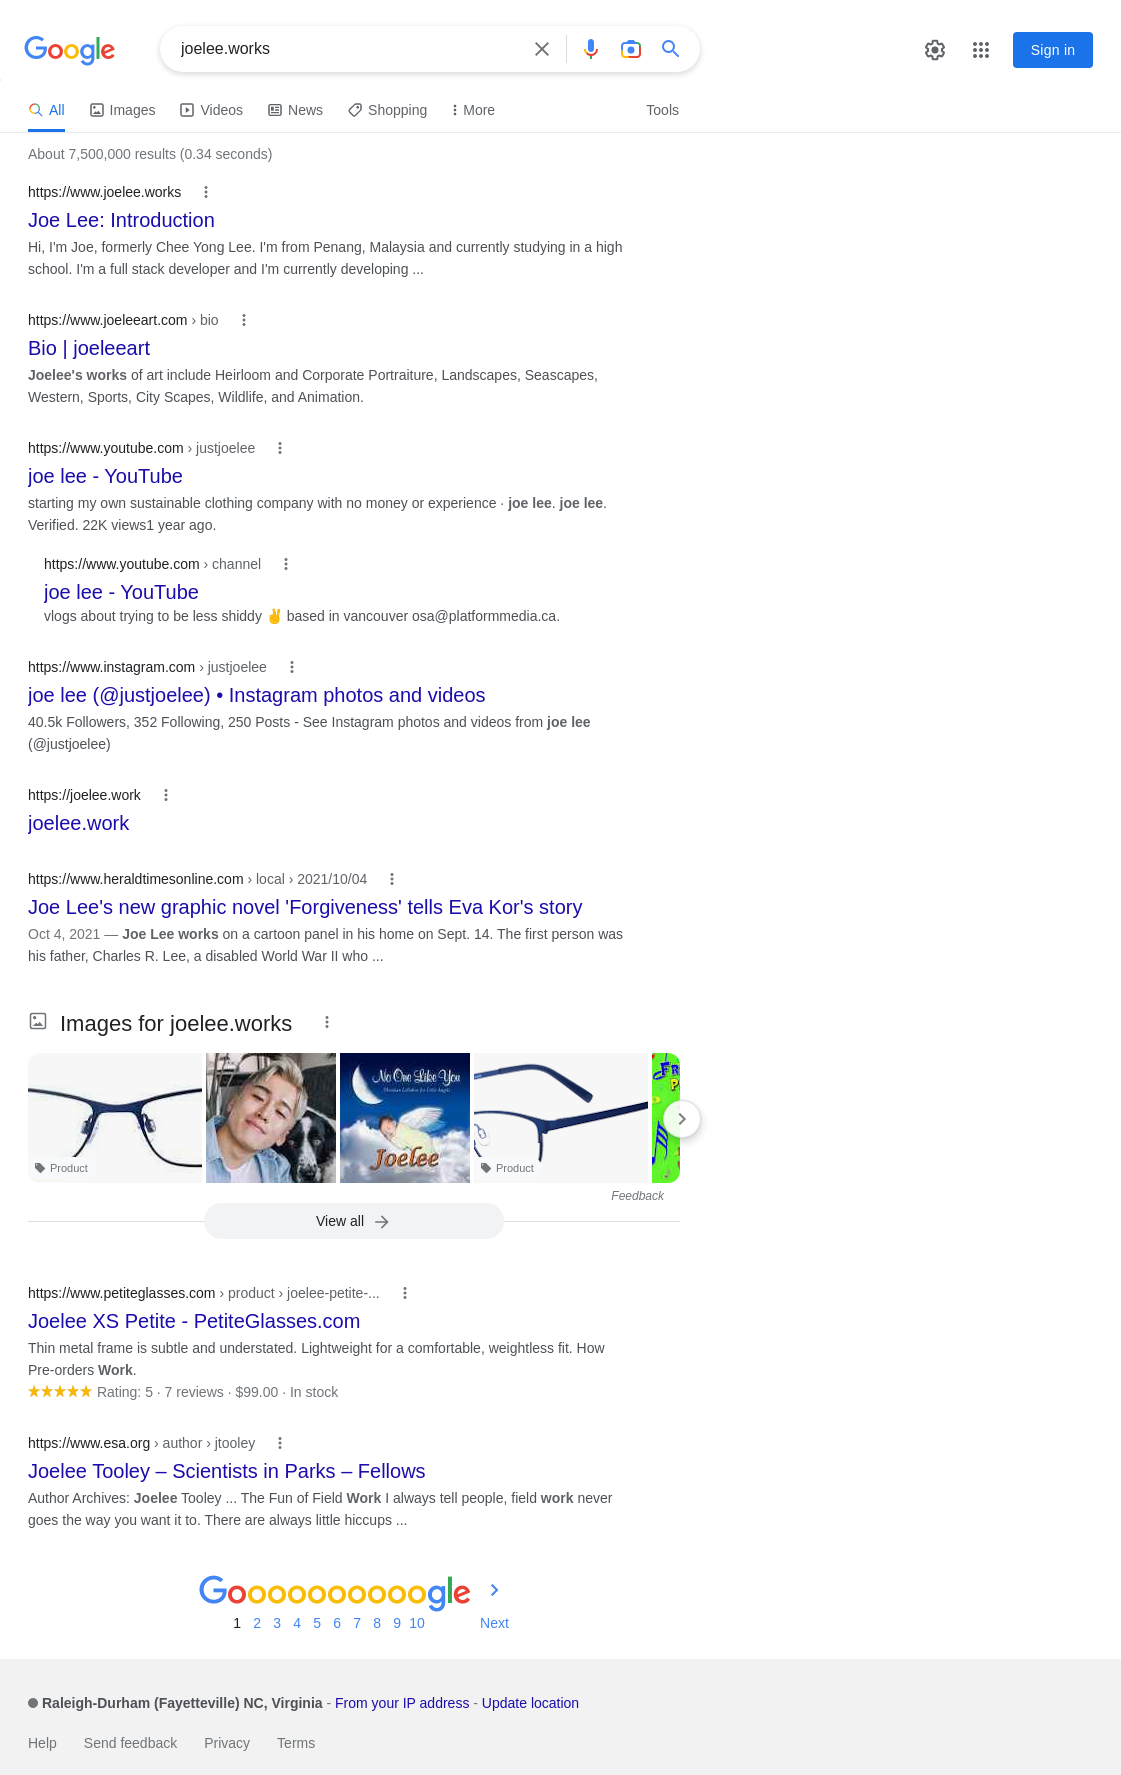 Google
joelee.works
Sign in
All
Images
Videos
News
Shopping
More
Tools
About 7,500,000 results (0.34 seconds)
https://www.joelee.works
Joe Lee: Introduction
Hi, I'm Joe, formerly Chee Yong Lee. I'm from Penang, Malaysia and currently studying in a high
school. I'm a full stack developer and I'm currently developing ...
https://www.joeleeart.com › bio
Bio | joeleeart
Joelee's works of art include Heirloom and Corporate Portraiture, Landscapes, Seascapes,
Western, Sports, City Scapes, Wildlife, and Animation.
https://www.youtube.com › justjoelee
joe lee - YouTube
starting my own sustainable clothing company with no money or experience · joe lee. joe lee.
Verified. 22K views1 year ago.
https://www.youtube.com › channel
joe lee - YouTube
vlogs about trying to be less shiddy ✌ based in vancouver osa@platformmedia.ca.
https://www.instagram.com › justjoelee
joe lee (@justjoelee) • Instagram photos and videos
40.5k Followers, 352 Following, 250 Posts - See Instagram photos and videos from joe lee
(@justjoelee)
https://joelee.work
joelee.work
https://www.heraldtimesonline.com › local › 2021/10/04
Joe Lee's new graphic novel 'Forgiveness' tells Eva Kor's story
Oct 4, 2021 — Joe Lee works on a cartoon panel in his home on Sept. 14. The first person was
his father, Charles R. Lee, a disabled World War II who ...
Images for joelee.works
No One Like You
Joelee
Product
Product
Feedback
View all
https://www.petiteglasses.com › product › joelee-petite-...
Joelee XS Petite - PetiteGlasses.com
Thin metal frame is subtle and understated. Lightweight for a comfortable, weightless fit. How
Pre-orders Work.
Rating: 5 · 7 reviews · $99.00 · In stock
https://www.esa.org › author › jtooley
Joelee Tooley – Scientists in Parks – Fellows
Author Archives: Joelee Tooley ... The Fun of Field Work I always tell people, field work never
goes the way you want it to. There are always little hiccups ...
Goooooooooogle
1 2 3 4 5 6 7 8 9 10 Next
Raleigh-Durham (Fayetteville) NC, Virginia - From your IP address - Update location
Help Send feedback Privacy Terms